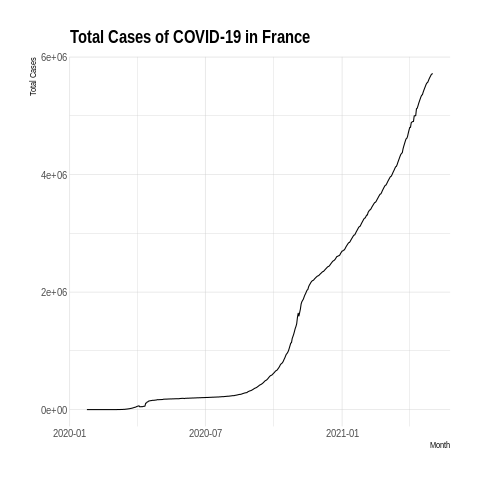 Total Cases of COVID-19 in France
Total Cases
6e+06
4e+06
2e+06
0e+00
2020-01 2020-07 2021-01
Month